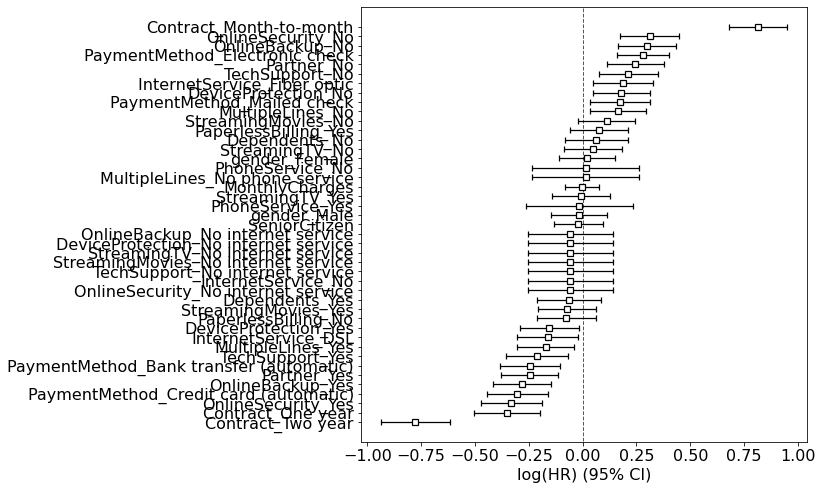 Contract_Month-to-month
OnlineSecurity_No
OnlineBackup_No
PaymentMethod_Electronic check
Partner_No
TechSupport_No
InternetService_Fiber optic
DeviceProtection_No
PaymentMethod_Mailed check
MultipleLines_No
StreamingMovies_No
PaperlessBilling_Yes
Dependents_No
StreamingTV_No
gender_Female
PhoneService_No
MultipleLines_No phone service
MonthlyCharges
StreamingTV_Yes
PhoneService_Yes
gender_Male
SeniorCitizen
OnlineBackup_No internet service
DeviceProtection_No internet service
StreamingTV_No internet service
StreamingMovies_No internet service
TechSupport_No internet service
InternetService_No
OnlineSecurity_No internet service
Dependents_Yes
StreamingMovies_Yes
PaperlessBilling_No
DeviceProtection_Yes
InternetService_DSL
MultipleLines_Yes
TechSupport_Yes
PaymentMethod_Bank transfer (automatic)
Partner_Yes
OnlineBackup_Yes
PaymentMethod_Credit card (automatic)
OnlineSecurity_Yes
Contract_One year
Contract_Two year
−1.00 −0.75 −0.50 −0.25 0.00 0.25 0.50 0.75 1.00
log(HR) (95% CI)